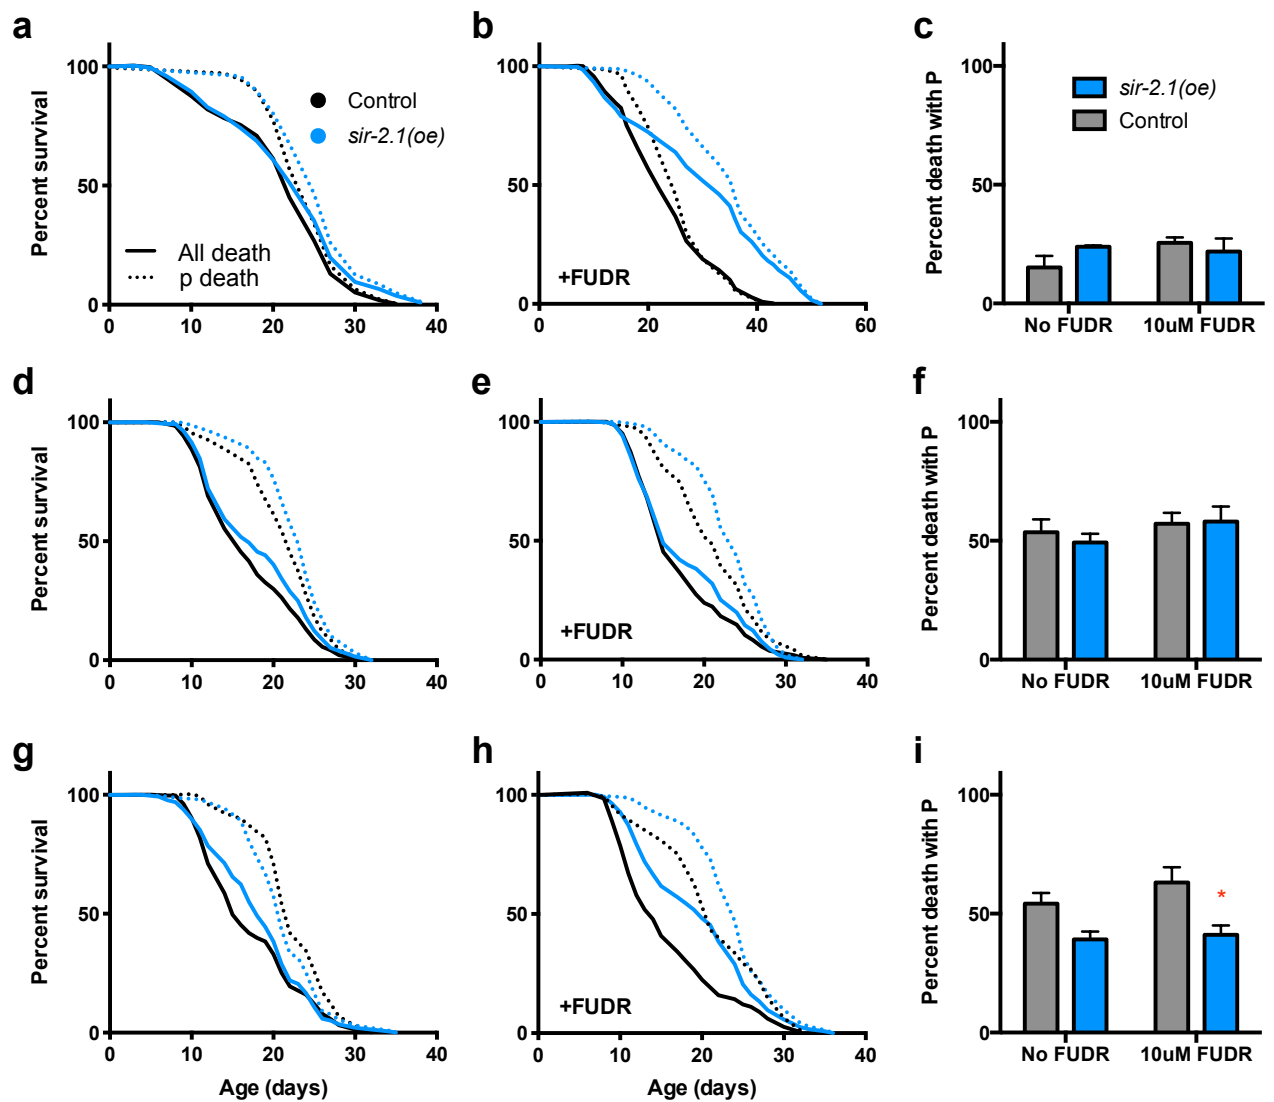 a
Percent survival
100
50
0
Control
sir-2.1(oe)
All death
p death
0
10
20
30
40
b
100
50
0
+FUDR
0
20
40
60
c
Percent death with P
100
50
0
sir-2.1(oe)
Control
No FUDR
10uM FUDR
d
Percent survival
100
50
0
0
10
20
30
40
e
100
50
0
+FUDR
0
10
20
30
40
f
Percent death with P
100
50
0
No FUDR
10uM FUDR
g
Percent survival
100
50
0
0
10
20
30
40
Age (days)
h
100
50
0
+FUDR
0
10
20
30
40
Age (days)
i
Percent death with P
100
50
0
*
No FUDR
10uM FUDR